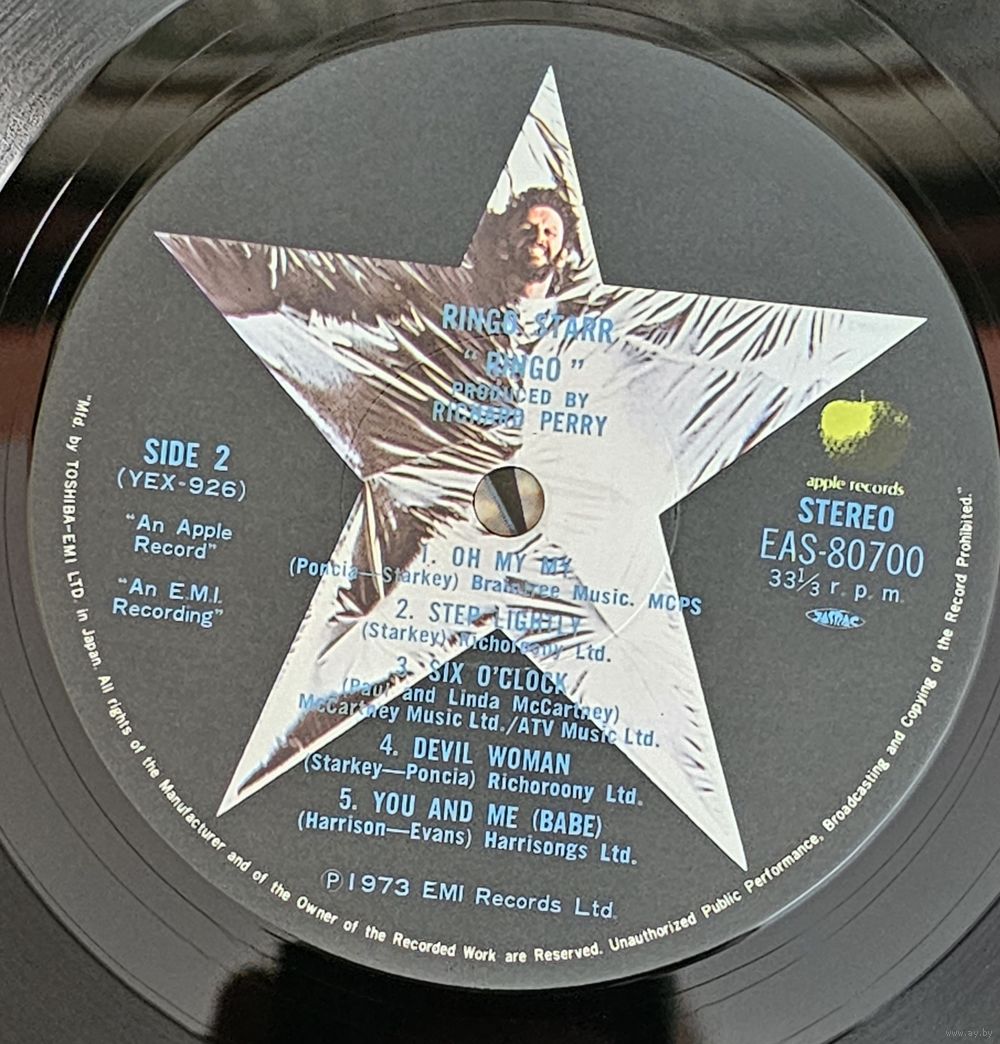 RINGO STARR
“ RINGO ”
PRODUCED BY
RICHARD PERRY
SIDE 2
(YEX-926)
“An Apple
Record”
“An E.M.I.
Recording”
apple records
STEREO
EAS-80700
33⅓ r. p. m.
JASRAC
1. OH MY MY
(Poncia—Starkey) Braintree Music. MCPS
2. STEP LIGHTLY
(Starkey) Richoroony Ltd.
3. SIX O'CLOCK
(Paul and Linda McCartney)
McCartney Music Ltd./ATV Music Ltd.
4. DEVIL WOMAN
(Starkey—Poncia) Richoroony Ltd.
5. YOU AND ME (BABE)
(Harrison—Evans) Harrisongs Ltd.
Ⓟ1973 EMI Records Ltd.
“Mfd. by TOSHIBA-EMI LTD. in Japan. All rights of the Manufacturer and of the Owner of the Recorded Work are Reserved. Unauthorized Public Performance, Broadcasting and Copying of the Record Prohibited.”
www.ay.by